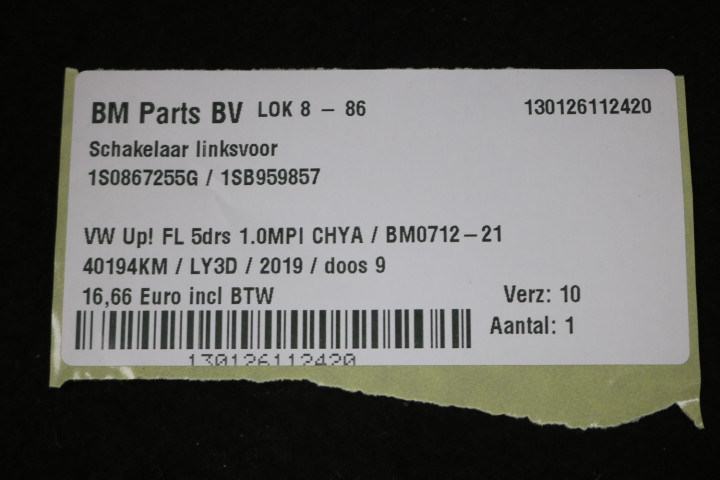 BM Parts BV LOK 8 - 86 130126112420
Schakelaar linksvoor
1S0867255G / 1SB959857
VW Up! FL 5drs 1.0MPI CHYA / BM0712-21
40194KM / LY3D / 2019 / doos 9
16,66 Euro incl BTW Verz: 10
Aantal: 1
130126112420